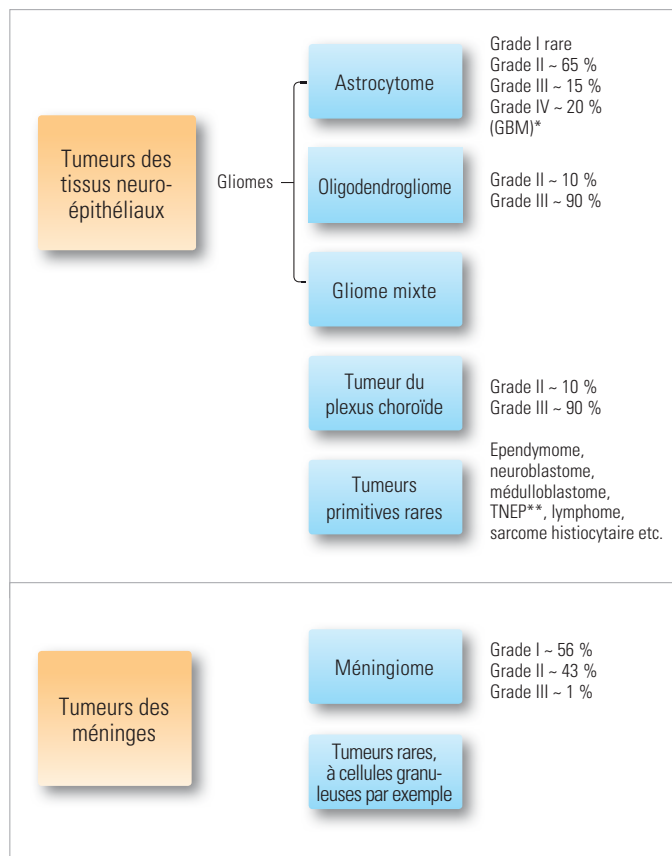 Tumeurs des
tissus neuro-
épithéliaux
Gliomes
Astrocytome
Grade I rare
Grade II ~ 65 %
Grade III ~ 15 %
Grade IV ~ 20 %
(GBM)*
Oligodendrogliome
Grade II ~ 10 %
Grade III ~ 90 %
Gliome mixte
Tumeur du
plexus choroïde
Grade II ~ 10 %
Grade III ~ 90 %
Tumeurs
primitives rares
Ependymome,
neuroblastome,
médulloblastome,
TNEP**, lymphome,
sarcome histiocytaire etc.
Tumeurs des
méninges
Méningiome
Grade I ~ 56 %
Grade II ~ 43 %
Grade III ~ 1 %
Tumeurs rares,
à cellules granu-
leuses par exemple